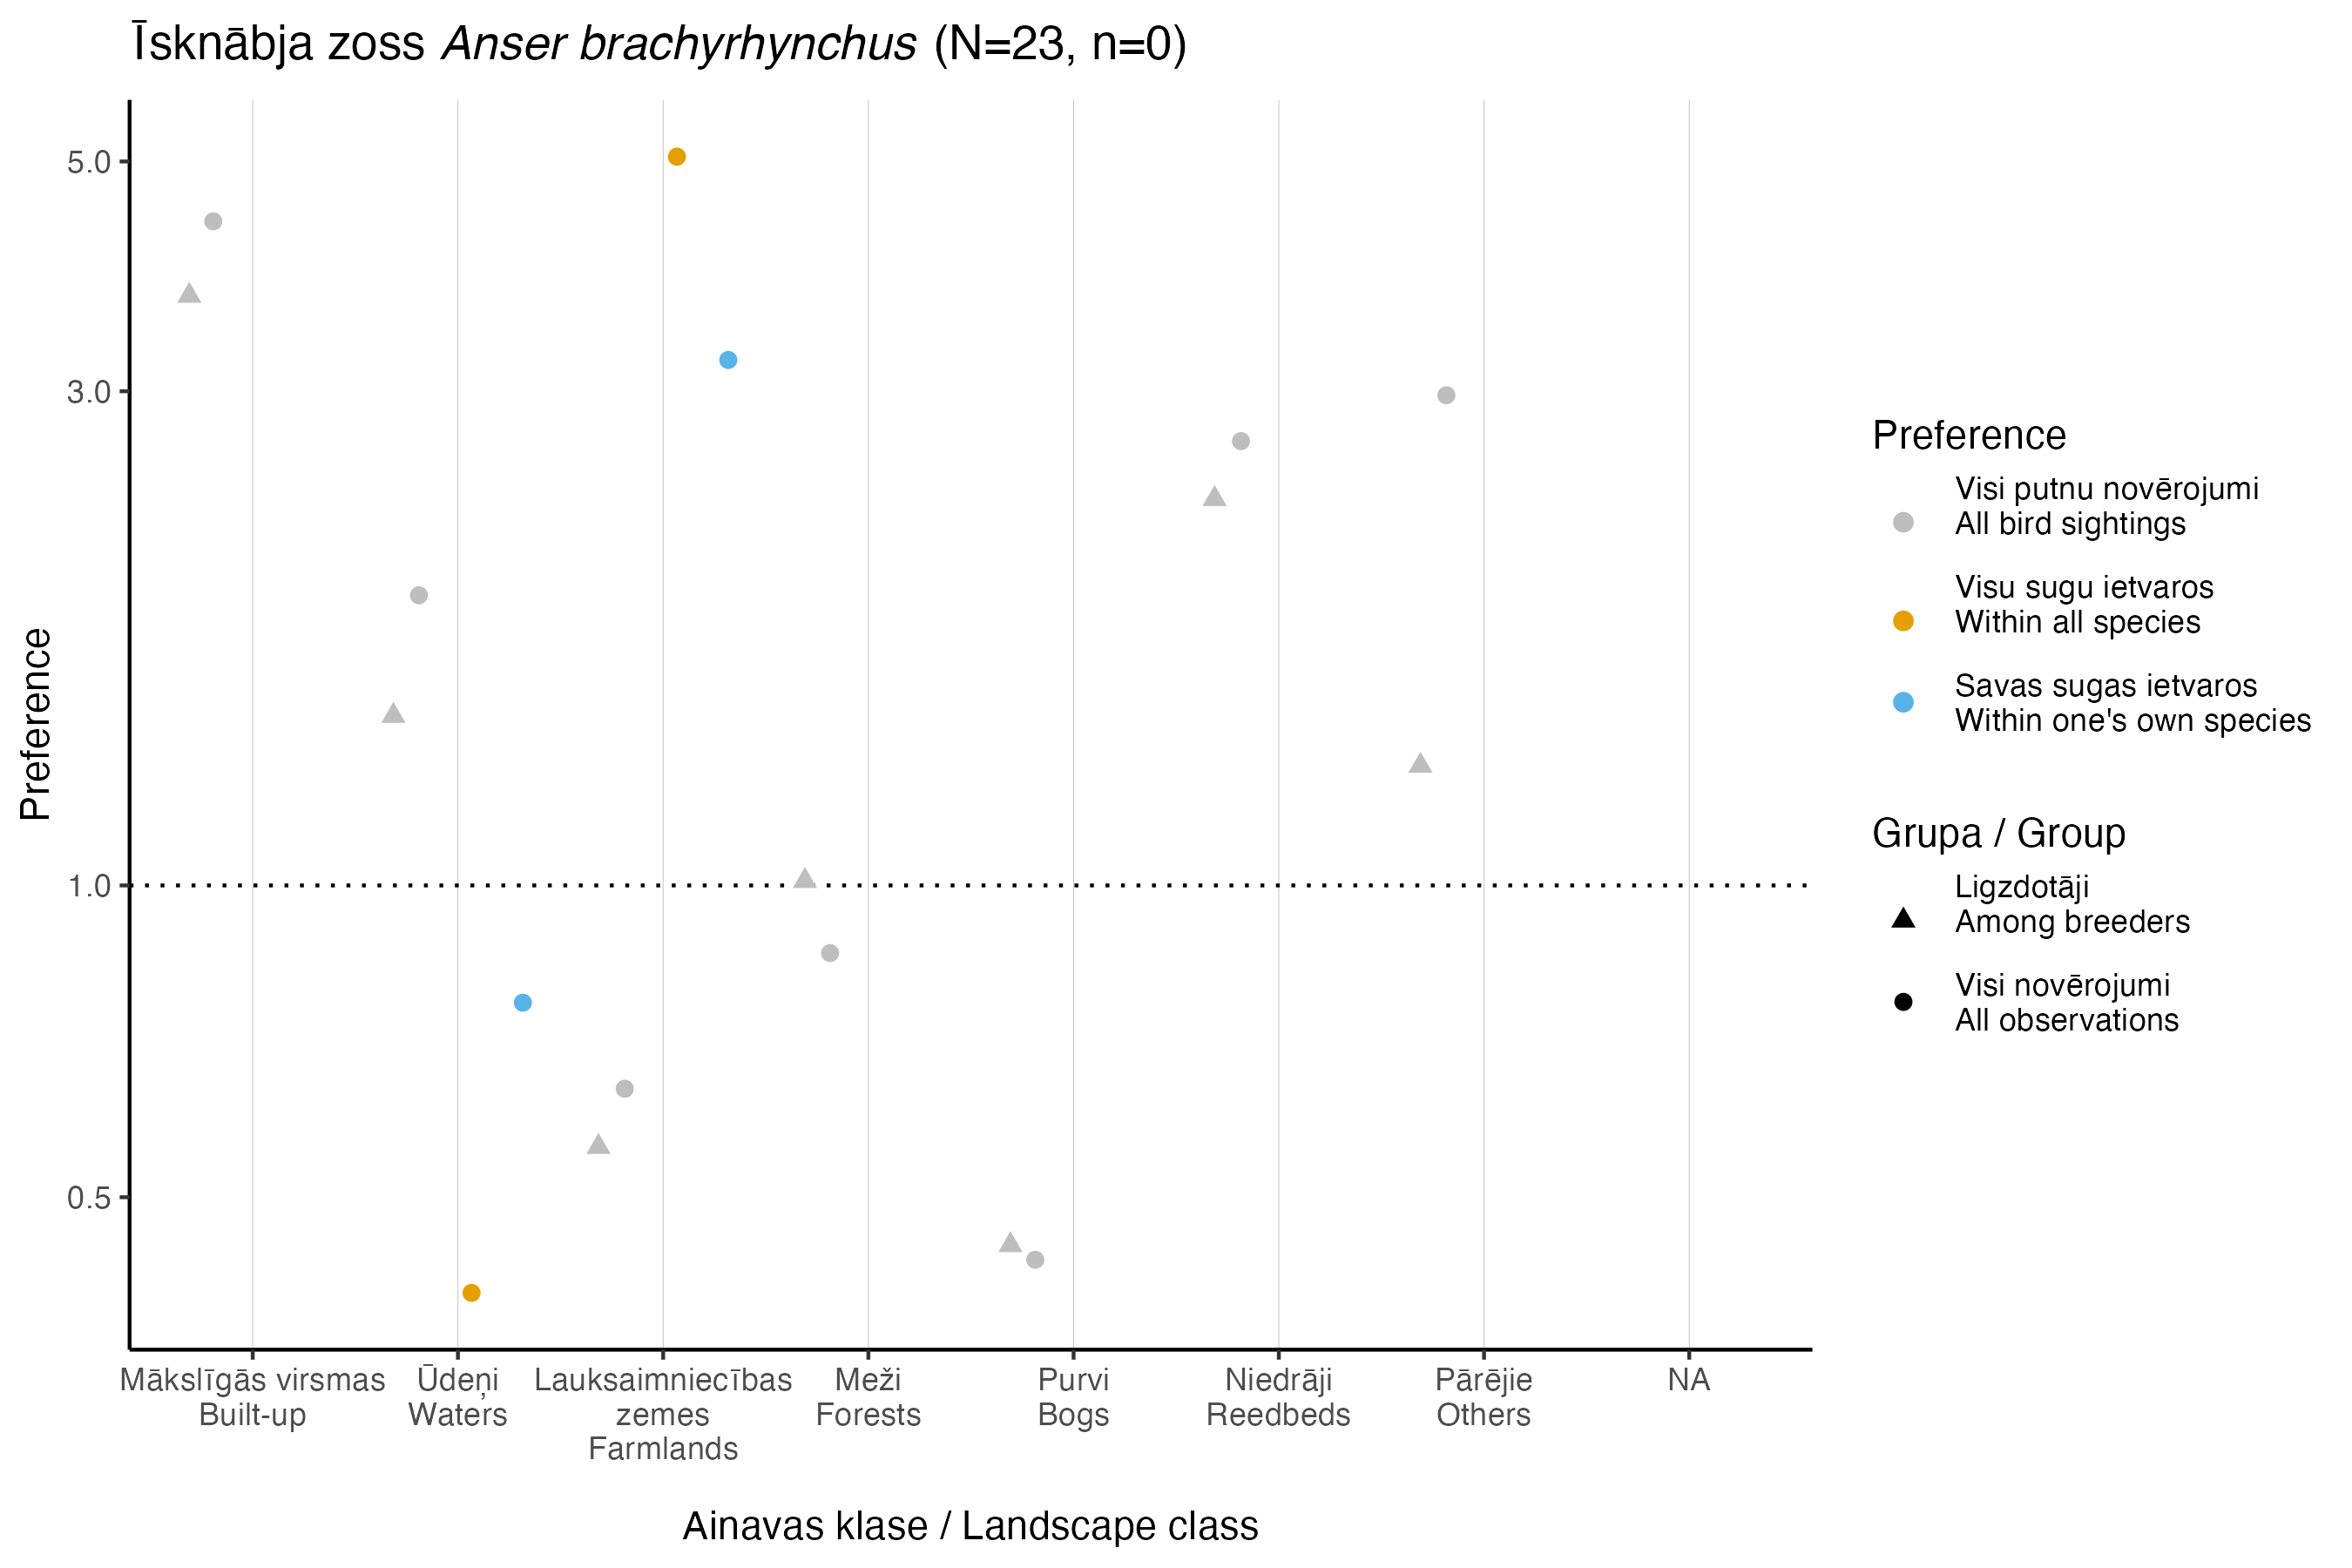 Īsknābja zoss Anser brachyrhynchus (N=23, n=0)
Preference
5.0
3.0
1.0
0.5
Mākslīgās virsmas
Built-up
Ūdeņi
Waters
Lauksaimniecības
zemes
Farmlands
Meži
Forests
Purvi
Bogs
Niedrāji
Reedbeds
Pārējie
Others
NA
Ainavas klase / Landscape class
Preference
Visi putnu novērojumi
All bird sightings
Visu sugu ietvaros
Within all species
Savas sugas ietvaros
Within one's own species
Grupa / Group
Ligzdotāji
Among breeders
Visi novērojumi
All observations